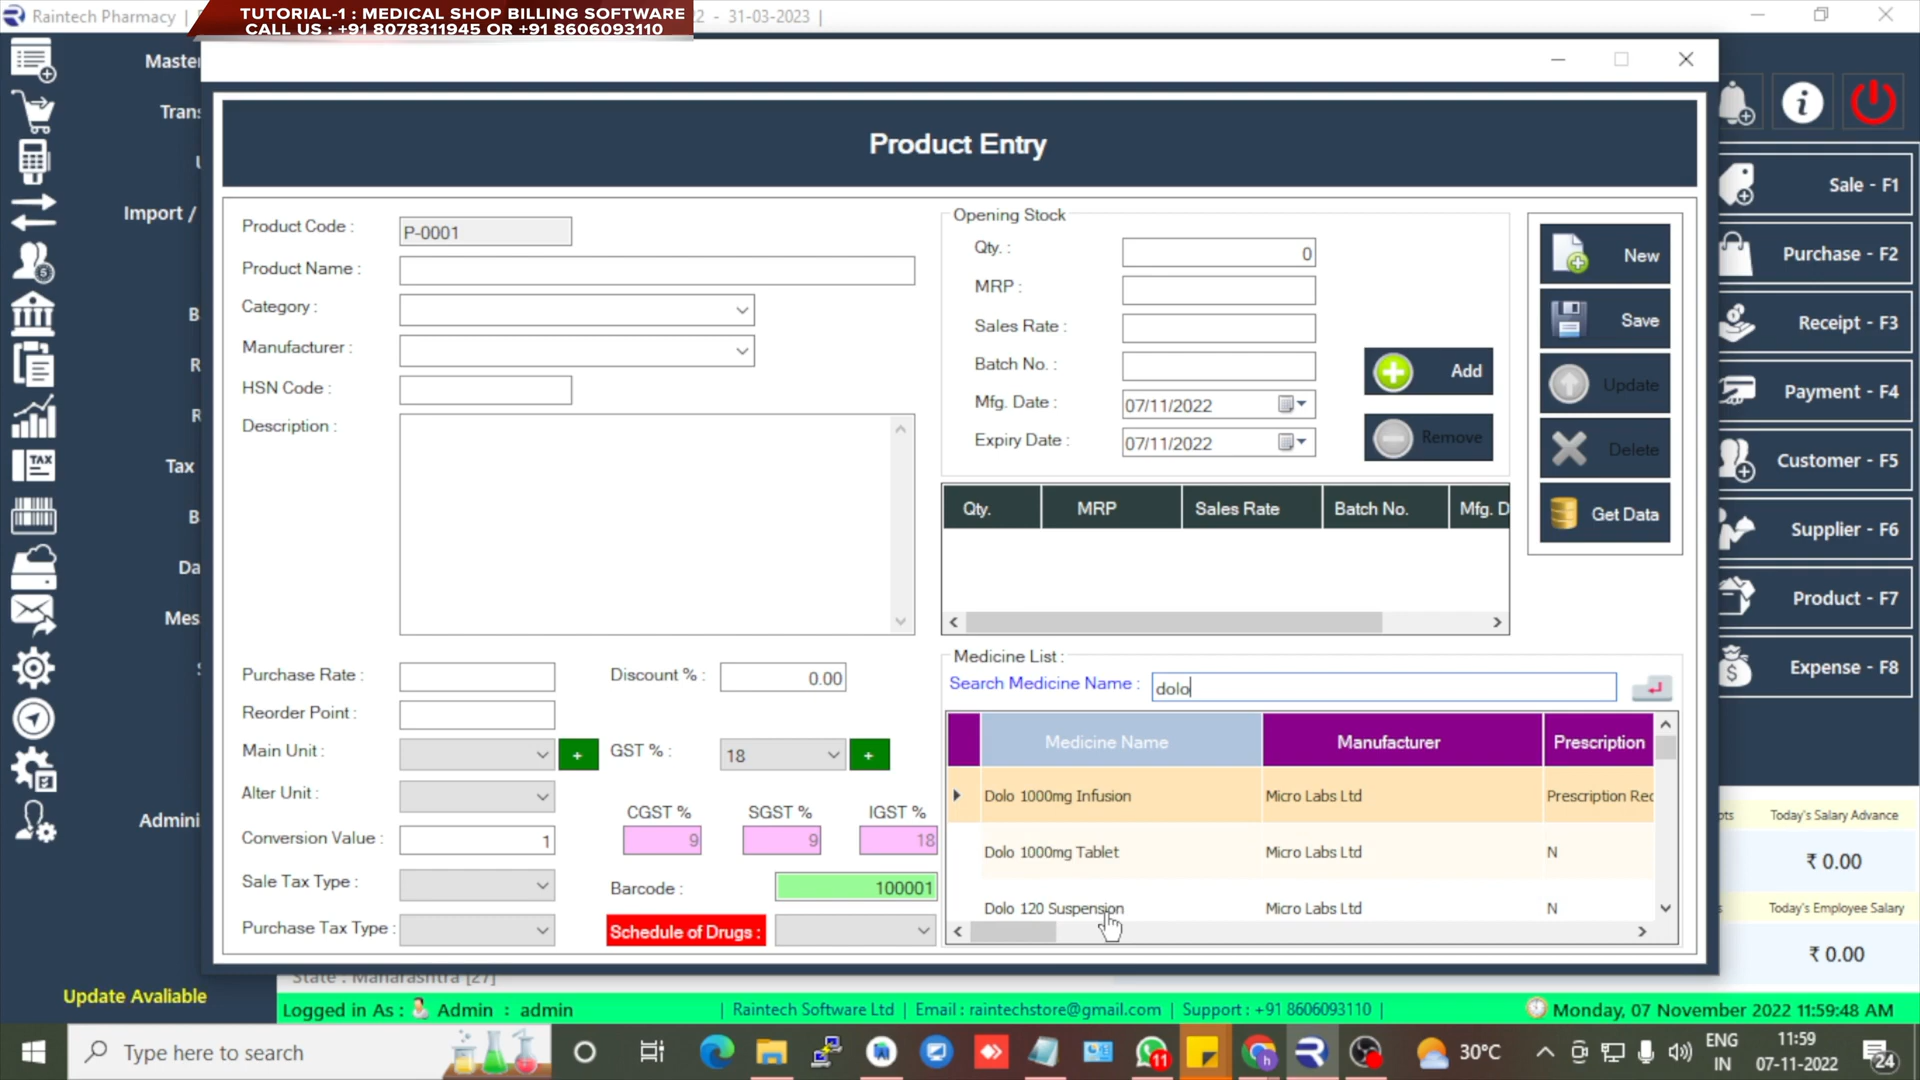 Raintech Pharmacy |
TUTORIAL-1 : MEDICAL SHOP BILLING SOFTWARE
CALL US : +91 8078311945 OR +91 8606093110
- 31-03-2023 |
Master
Trans
Import /
B
R
R
Tax
B
Da
Mes
Admini
Update Avaliable
Product Entry
Product Code :
P-0001
Product Name :
Category :
Manufacturer :
HSN Code :
Description :
Purchase Rate :
Discount % :
0.00
Reorder Point :
Main Unit :
+
GST % :
18
+
Alter Unit :
CGST %
SGST %
IGST %
Conversion Value :
1
9
9
18
Sale Tax Type :
Barcode :
100001
Purchase Tax Type :
Schedule of Drugs :
Opening Stock
Qty. :
0
MRP :
Sales Rate :
Batch No. :
Mfg. Date :
07/11/2022
Expiry Date :
07/11/2022
Add
Remove
New
Save
Update
Delete
Get Data
Qty.
MRP
Sales Rate
Batch No.
Mfg. D
Medicine List :
Search Medicine Name :
dolo
Medicine Name
Manufacturer
Prescription
Dolo 1000mg Infusion
Micro Labs Ltd
Prescription Rec
Dolo 1000mg Tablet
Micro Labs Ltd
N
Dolo 120 Suspension
Micro Labs Ltd
N
Sale - F1
Purchase - F2
Receipt - F3
Payment - F4
Customer - F5
Supplier - F6
Product - F7
Expense - F8
pts
Today's Salary Advance
₹ 0.00
s
Today's Employee Salary
₹ 0.00
State : Maharashtra [27]
Logged in As :
Admin : admin
| Raintech Software Ltd | Email : raintechstore@gmail.com | Support : +91 8606093110 |
Monday, 07 November 2022 11:59:48 AM
Type here to search
11
30°C
ENG
IN
11:59
07-11-2022
24
TAX